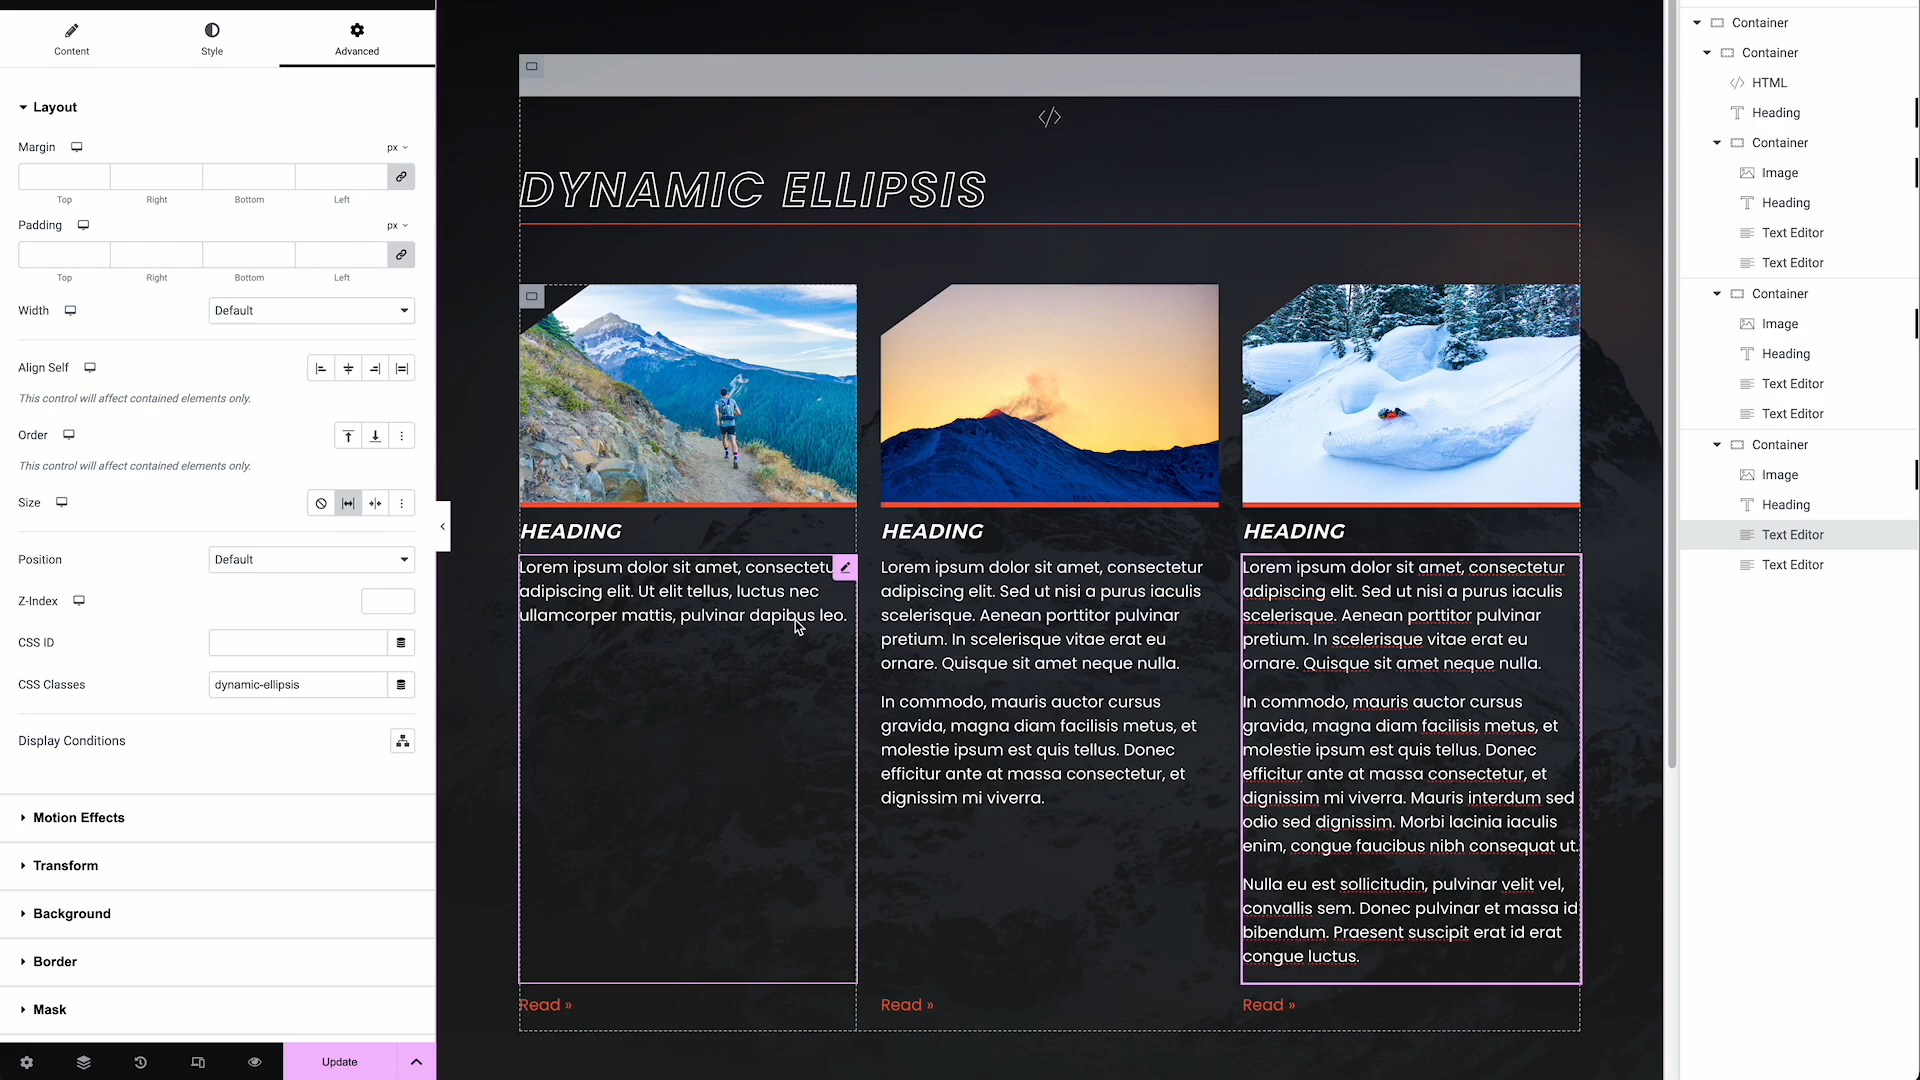 Content
Style
Advanced
Layout
Margin
px
Top
Right
Bottom
Left
Padding
px
Top
Right
Bottom
Left
Width
Default
Align Self
This control will affect contained elements only.
Order
This control will affect contained elements only.
Size
Position
Default
Z-Index
CSS ID
CSS Classes
dynamic-ellipsis
Display Conditions
Motion Effects
Transform
Background
Border
Mask
Update
</>
DYNAMIC ELLIPSIS
HEADING
Lorem ipsum dolor sit amet, consectetu
adipiscing elit. Ut elit tellus, luctus nec
ullamcorper mattis, pulvinar dapibus leo.
Read »
HEADING
Lorem ipsum dolor sit amet, consectetur
adipiscing elit. Sed ut nisi a purus iaculis
scelerisque. Aenean porttitor pulvinar
pretium. In scelerisque vitae erat eu
ornare. Quisque sit amet neque nulla.
In commodo, mauris auctor cursus
gravida, magna diam facilisis metus, et
molestie ipsum est quis tellus. Donec
efficitur ante at massa consectetur, et
dignissim mi viverra.
Read »
HEADING
Lorem ipsum dolor sit amet, consectetur
adipiscing elit. Sed ut nisi a purus iaculis
scelerisque. Aenean porttitor pulvinar
pretium. In scelerisque vitae erat eu
ornare. Quisque sit amet neque nulla.
In commodo, mauris auctor cursus
gravida, magna diam facilisis metus, et
molestie ipsum est quis tellus. Donec
efficitur ante at massa consectetur, et
dignissim mi viverra. Mauris interdum sed
odio sed dignissim. Morbi lacinia iaculis
enim, congue faucibus nibh consequat ut.
Nulla eu est sollicitudin, pulvinar velit vel,
convallis sem. Donec pulvinar et massa id
bibendum. Praesent suscipit erat id erat
congue luctus.
Read »
Container
Container
</> HTML
Heading
Container
Image
Heading
Text Editor
Text Editor
Container
Image
Heading
Text Editor
Text Editor
Container
Image
Heading
Text Editor
Text Editor